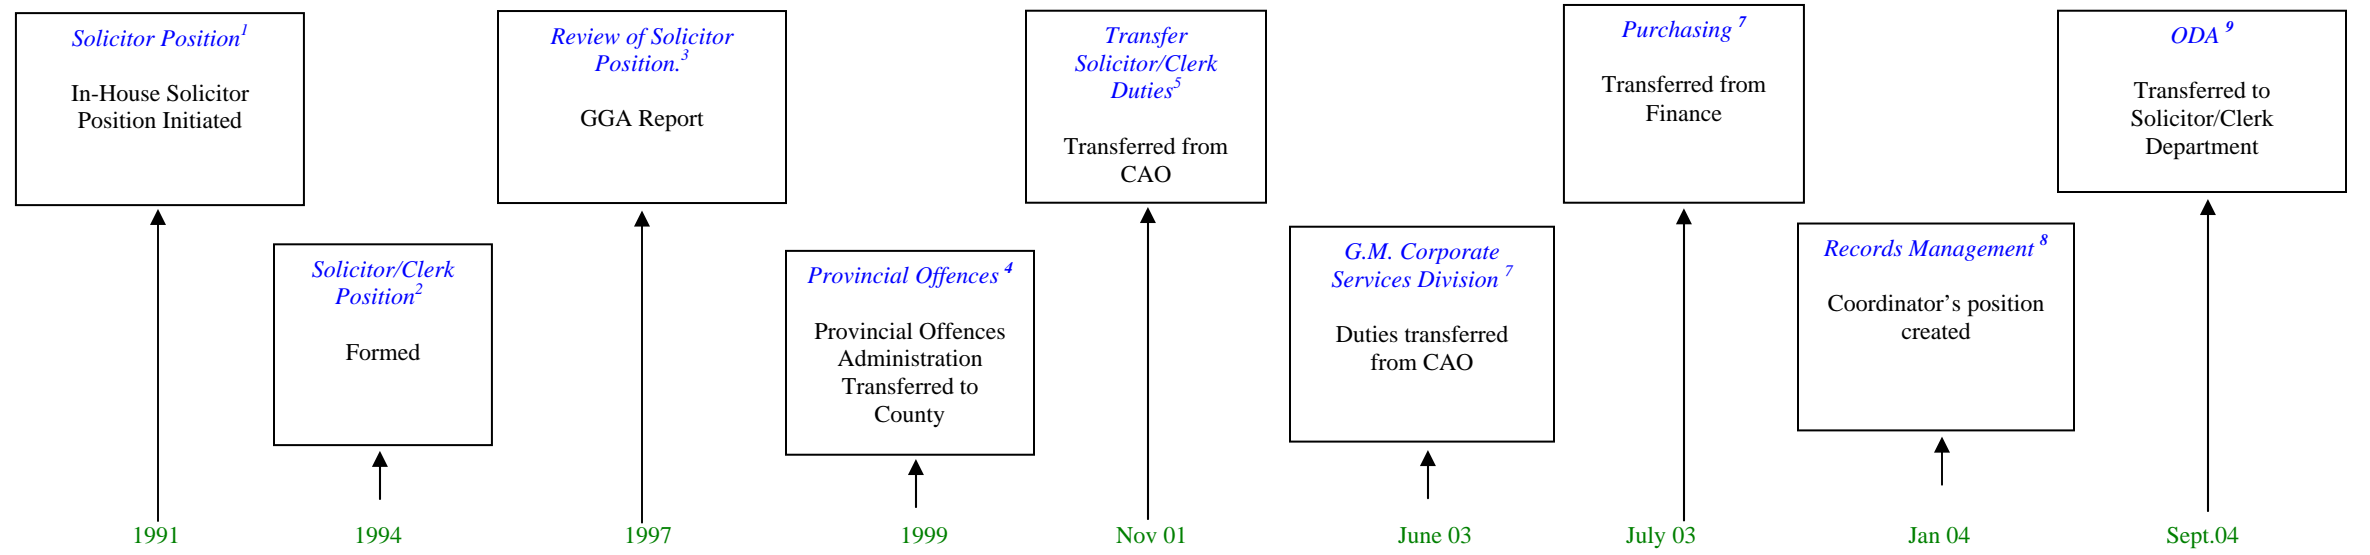 Solicitor Position1
In-House Solicitor
Position Initiated
Solicitor/Clerk
Position2
Formed
Review of Solicitor
Position.3
GGA Report
Provincial Offences 4
Provincial Offences
Administration
Transferred to
County
Transfer
Solicitor/Clerk
Duties5
Transferred from
CAO
G.M. Corporate
Services Division 7
Duties transferred
from CAO
Purchasing 7
Transferred from
Finance
Records Management 8
Coordinator’s position
created
ODA 9
Transferred to
Solicitor/Clerk
Department
1991
1994
1997
1999
Nov 01
June 03
July 03
Jan 04
Sept.04